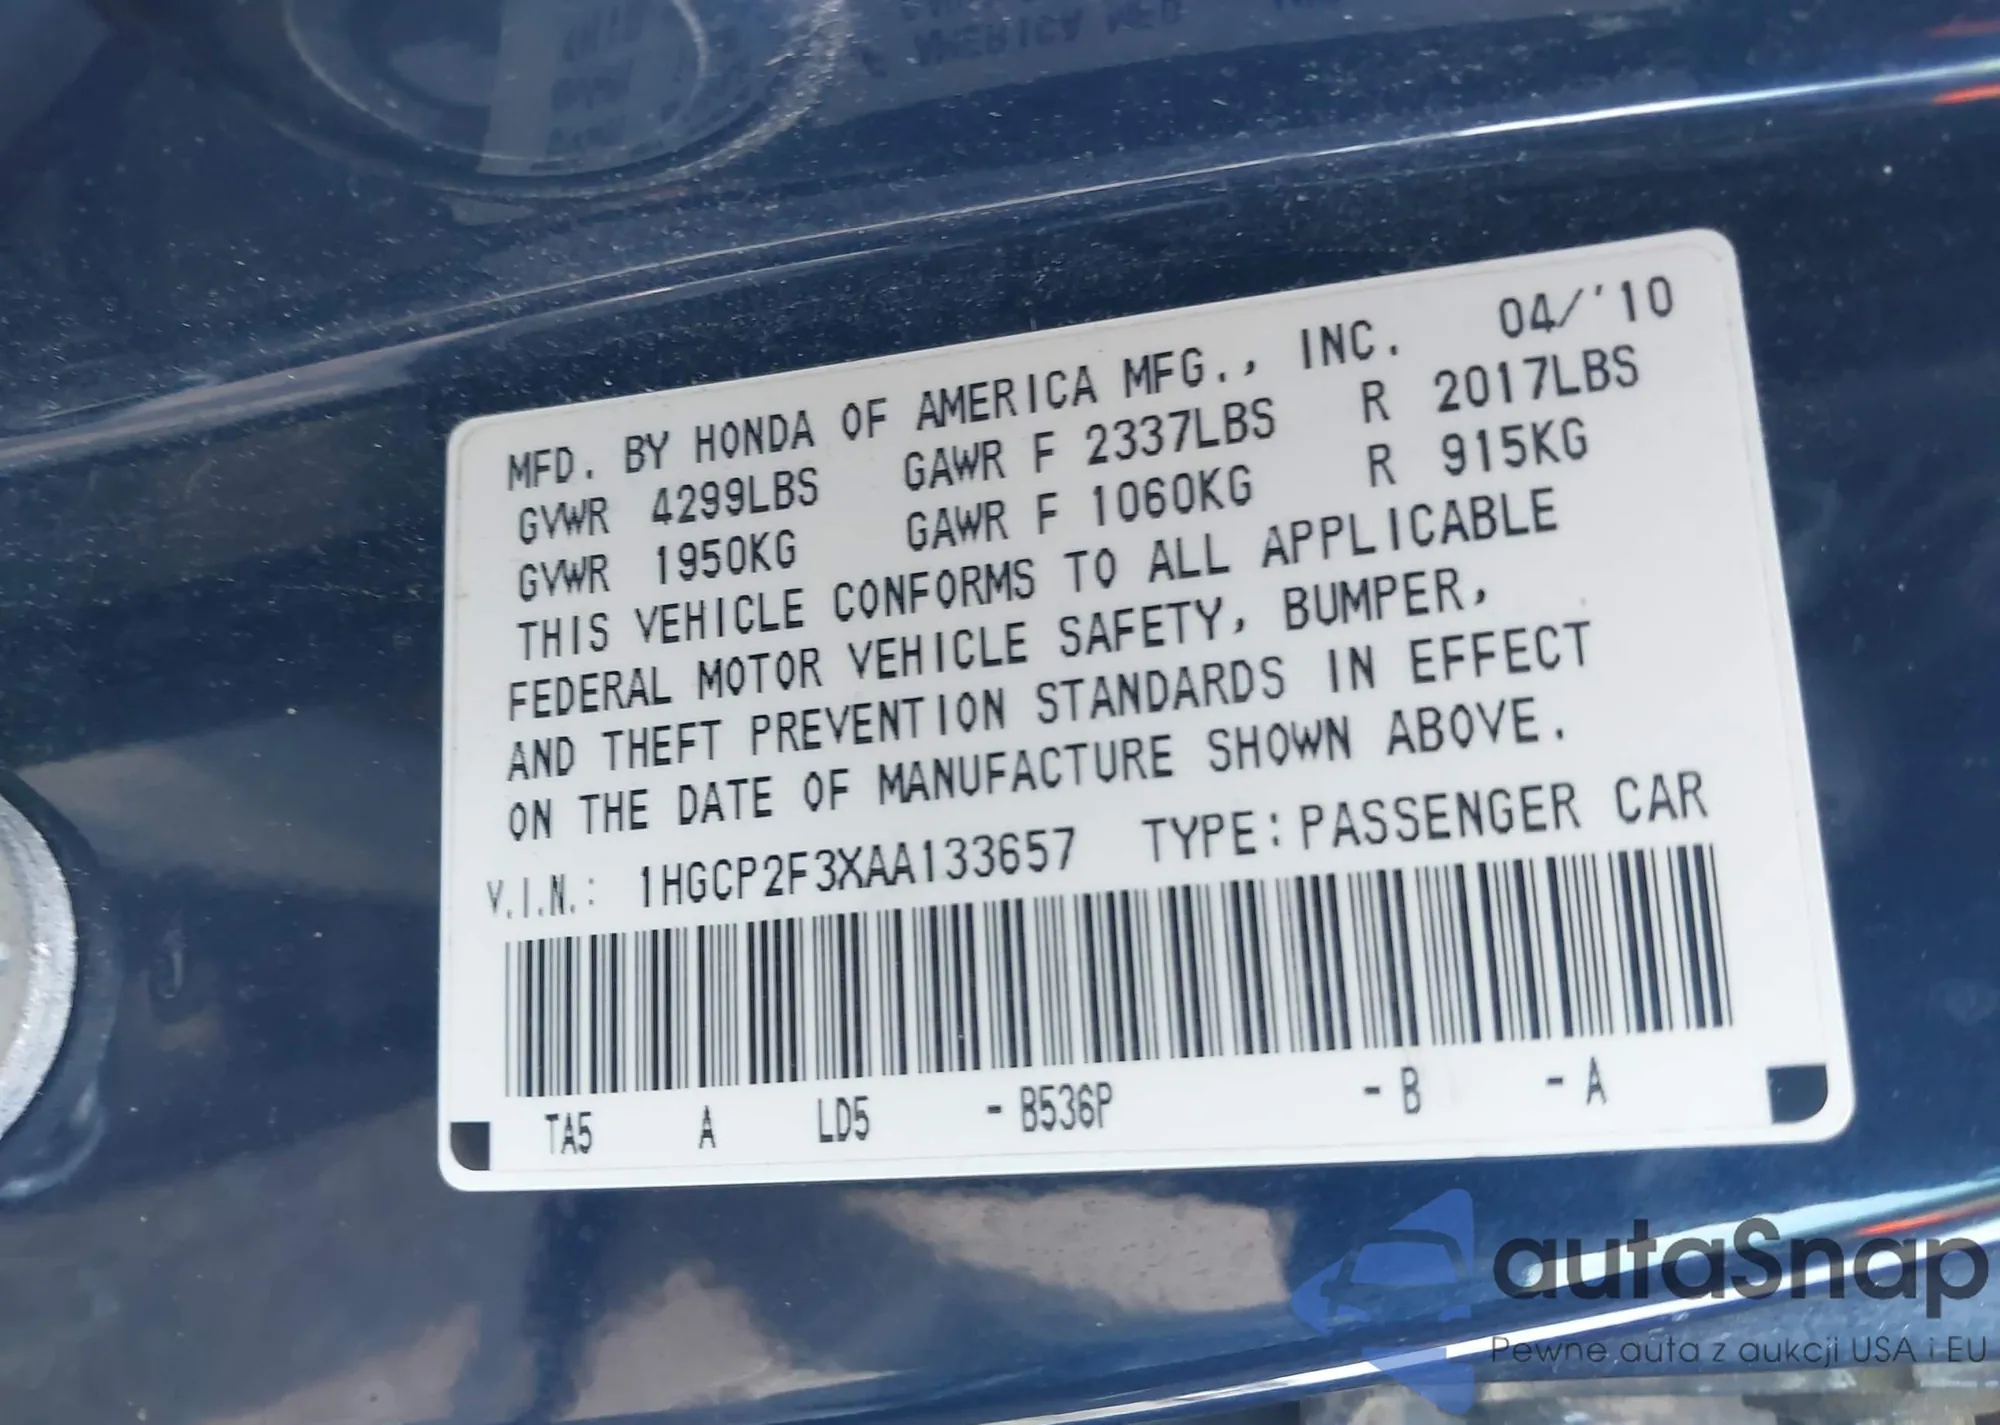 MFD. BY HONDA OF AMERICA MFG., INC. 04/'10
GVWR 4299LBS GAWR F 2337LBS R 2017LBS
GVWR 1950KG GAWR F 1060KG R 915KG
THIS VEHICLE CONFORMS TO ALL APPLICABLE
FEDERAL MOTOR VEHICLE SAFETY, BUMPER,
AND THEFT PREVENTION STANDARDS IN EFFECT
ON THE DATE OF MANUFACTURE SHOWN ABOVE.
V.I.N.: 1HGCP2F3XAA133657 TYPE:PASSENGER CAR
TA5 A LD5 -B536P -B -A
autaSnap
Pewne auta z aukcji USA i EU